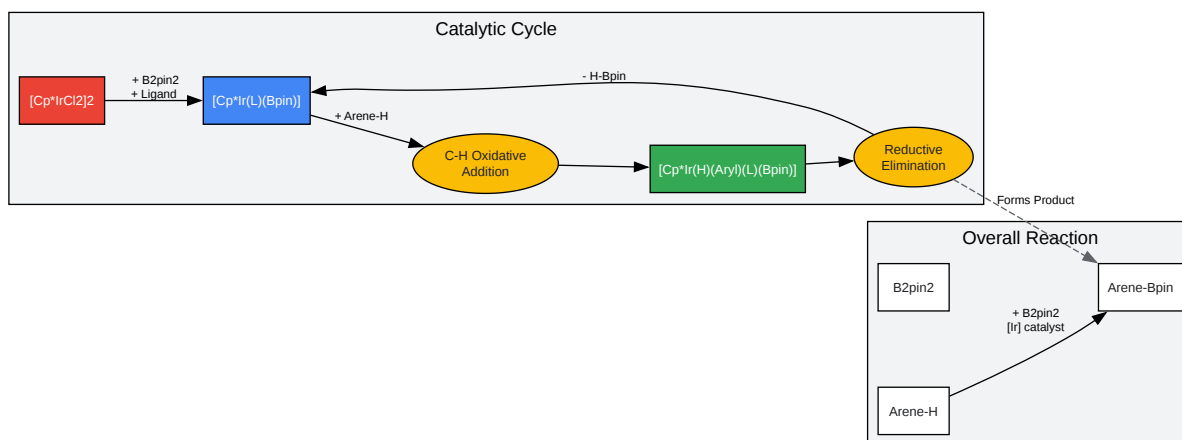 Catalytic Cycle
[Cp*IrCl2]2
+ B2pin2
+ Ligand
[Cp*Ir(L)(Bpin)]
- H-Bpin
+ Arene-H
C-H Oxidative
Addition
[Cp*Ir(H)(Aryl)(L)(Bpin)]
Reductive
Elimination
Forms Product
Overall Reaction
B2pin2
Arene-Bpin
+ B2pin2
[Ir] catalyst
Arene-H